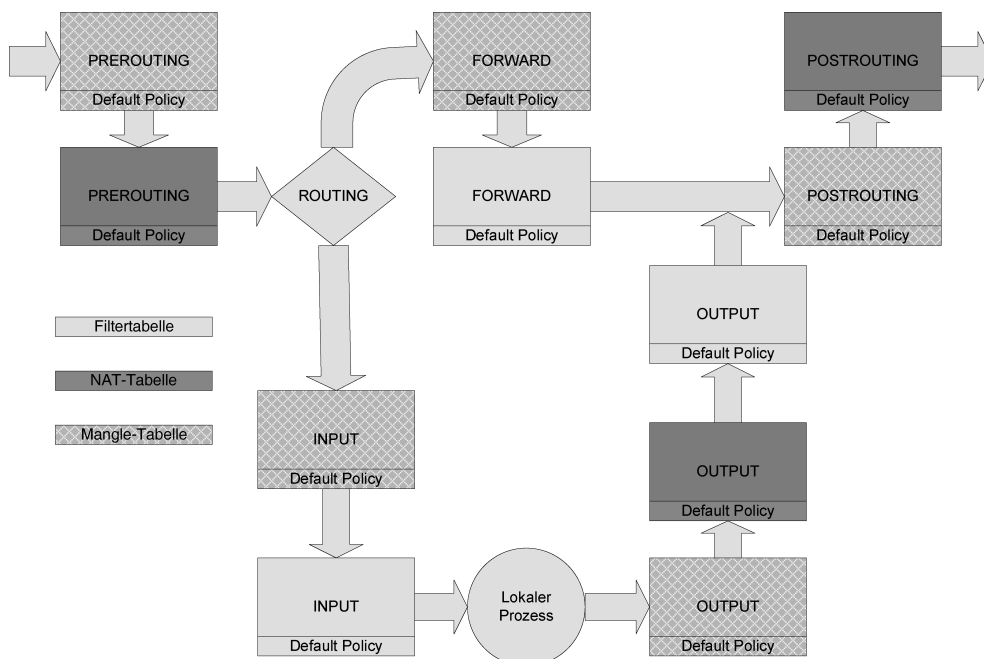 PREROUTING
Default Policy
FORWARD
Default Policy
POSTROUTING
Default Policy
PREROUTING
Default Policy
ROUTING
FORWARD
Default Policy
POSTROUTING
Default Policy
Filtertabelle
NAT-Tabelle
Mangle-Tabelle
OUTPUT
Default Policy
INPUT
Default Policy
OUTPUT
Default Policy
INPUT
Default Policy
Lokaler
Prozess
OUTPUT
Default Policy